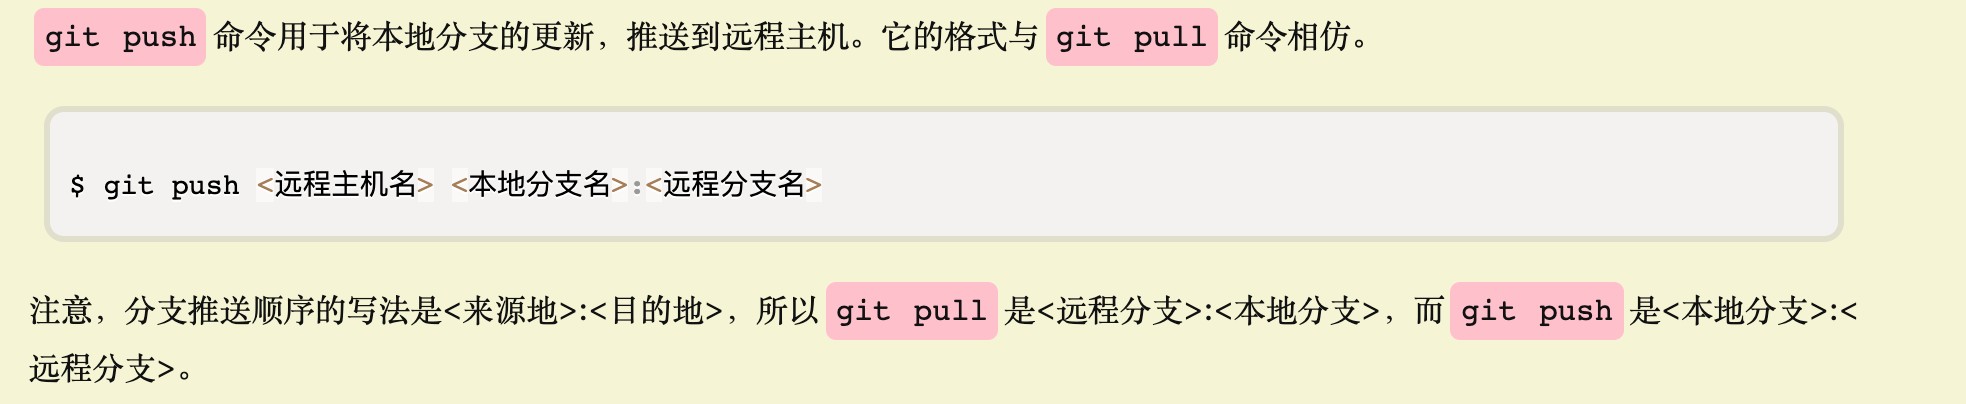 git push 命令用于将本地分支的更新，推送到远程主机。它的格式与 git pull 命令相仿。
$ git push <远程主机名> <本地分支名>:<远程分支名>
注意，分支推送顺序的写法是<来源地>:<目的地>，所以 git pull 是<远程分支>:<本地分支>，而 git push 是<本地分支>:<
远程分支>。